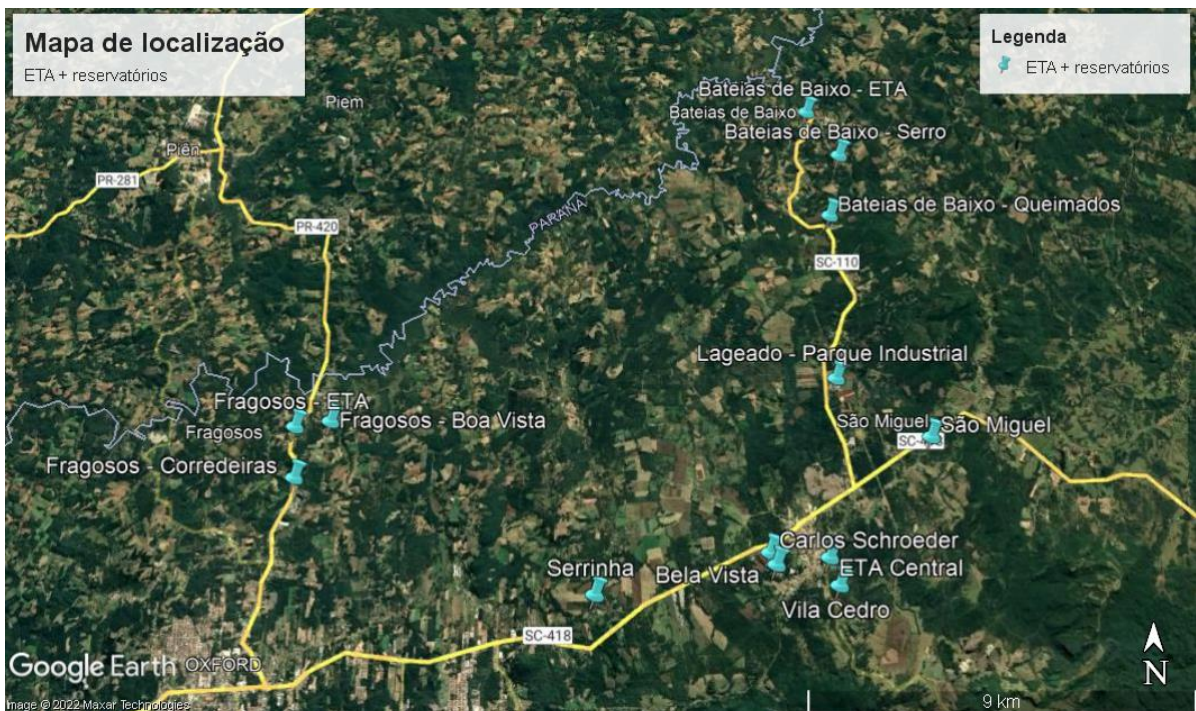 Mapa de localização
ETA + reservatórios
Legenda
ETA + reservatórios
Piem
Piên
PR-281
PR-420
PARANÁ
Bateias de Baixo - ETA
Bateias de Baixo
Bateias de Baixo - Serro
Bateias de Baixo - Queimados
SC-110
Lageado - Parque Industrial
Fragosos - ETA
Fragosos - Boa Vista
Fragosos
Fragosos - Corredeiras
São Miguel
São Miguel
Carlos Schroeder
Serrinha
Bela Vista
ETA Central
Vila Cedro
SC-418
Google Earth
OXFORD
N
Image © 2022 Maxar Technologies
9 km